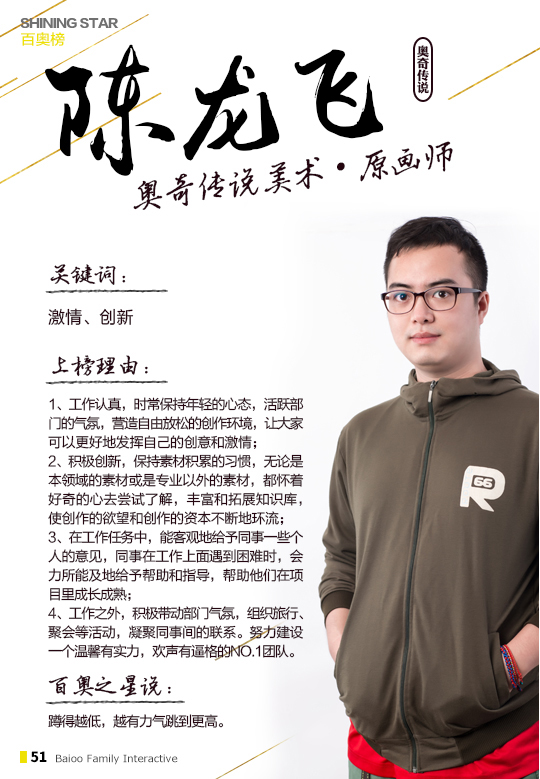 SHINING STAR
百奥榜
陈龙飞
奥奇传说
奥奇传说美术·原画师
关键词：
激情、创新
上榜理由：
1、工作认真，时常保持年轻的心态，活跃部
门的气氛，营造自由放松的创作环境，让大家
可以更好地发挥自己的创意和激情；
2、积极创新，保持素材积累的习惯，无论是
本领域的素材或是专业以外的素材，都怀着
好奇的心去尝试了解，丰富和拓展知识库，
使创作的欲望和创作的资本不断地环流；
3、在工作任务中，能客观地给予同事一些个
人的意见，同事在工作上面遇到困难时，会
力所能及地给予帮助和指导，帮助他们在项
目里成长成熟；
4、工作之外，积极带动部门气氛，组织旅行、
聚会等活动，凝聚同事间的联系。努力建设
一个温馨有实力，欢声有逼格的NO.1团队。
百奥之星说：
蹲得越低，越有力气跳到更高。
R66
51 Baioo Family Interactive